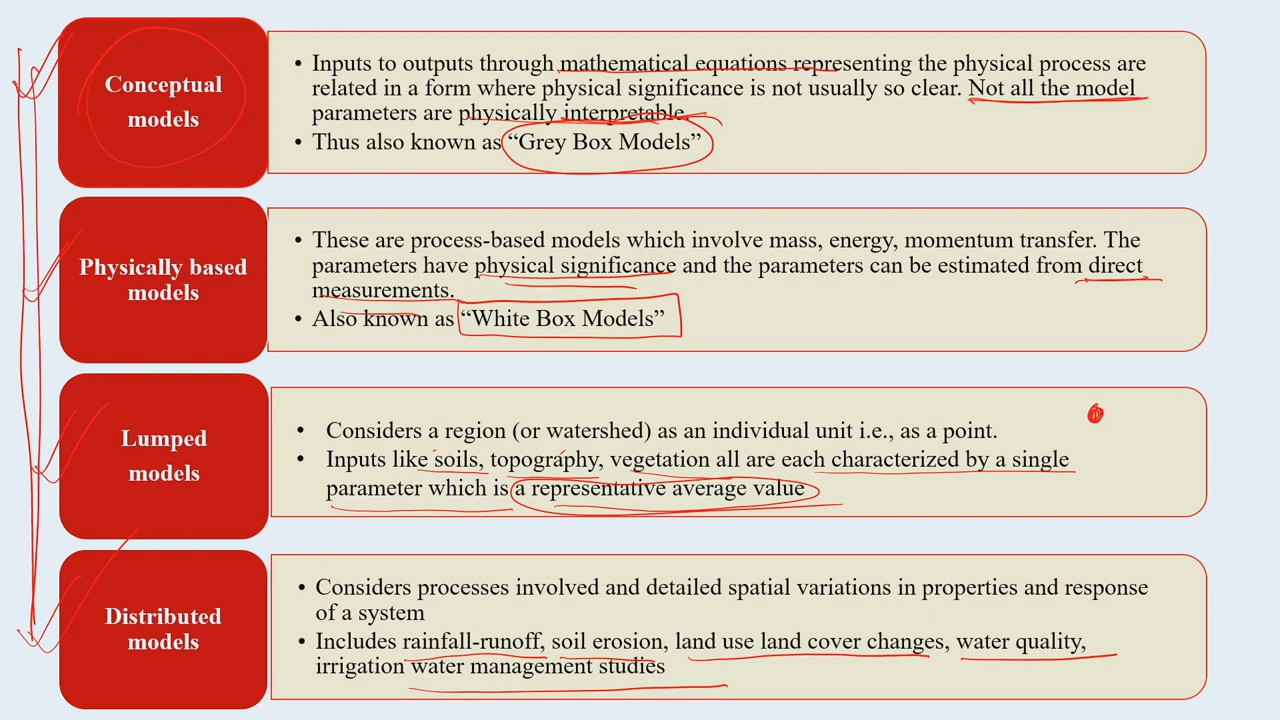 Conceptual
models
• Inputs to outputs through mathematical equations representing the physical process are
related in a form where physical significance is not usually so clear. Not all the model
parameters are physically interpretable.
• Thus also known as “Grey Box Models”
Physically based
models
• These are process-based models which involve mass, energy, momentum transfer. The
parameters have physical significance and the parameters can be estimated from direct
measurements.
• Also known as “White Box Models”
Lumped
models
• Considers a region (or watershed) as an individual unit i.e., as a point.
• Inputs like soils, topography, vegetation all are each characterized by a single
parameter which is a representative average value
Distributed
models
• Considers processes involved and detailed spatial variations in properties and response
of a system
• Includes rainfall-runoff, soil erosion, land use land cover changes, water quality,
irrigation water management studies